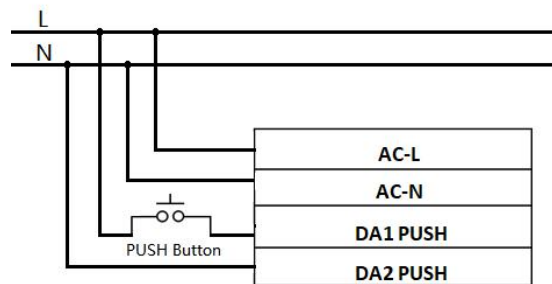 L
N
AC-L
AC-N
DA1 PUSH
PUSH Button
DA2 PUSH